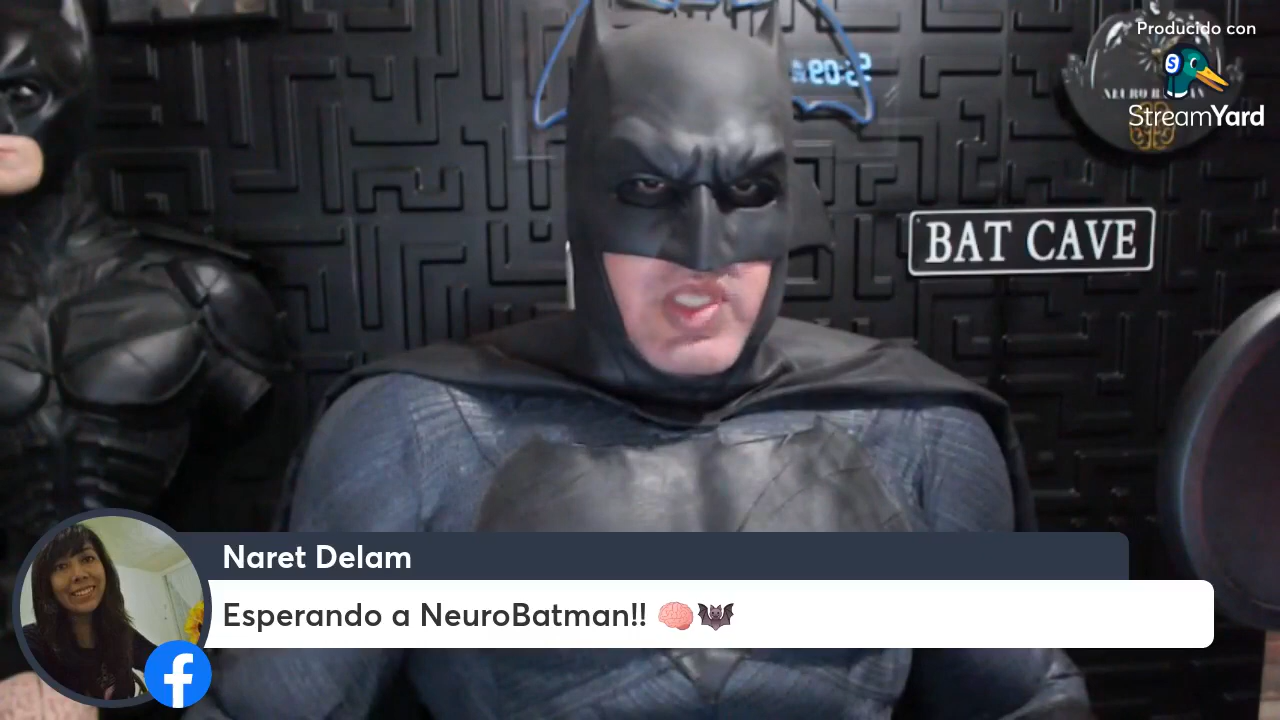 Producido con
StreamYard
BAT CAVE
Naret Delam
Esperando a NeuroBatman!! 🧠🦇